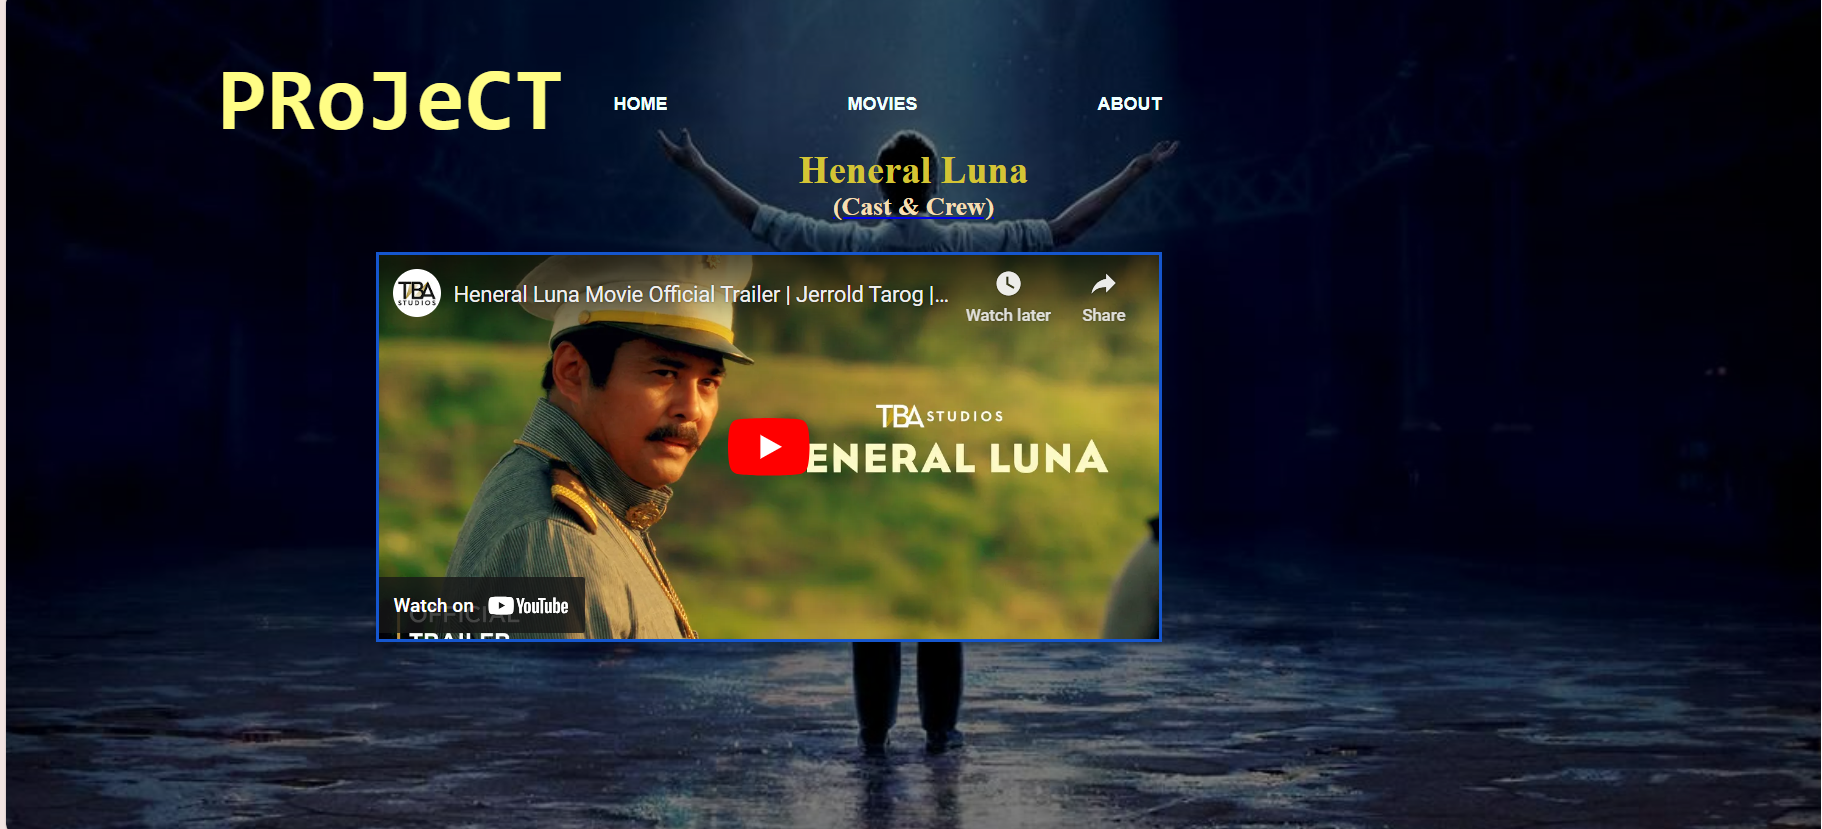 PRoJeCT
HOME
MOVIES
ABOUT
Heneral Luna
(Cast & Crew)
TBA
STUDIOS
Heneral Luna Movie Official Trailer | Jerrold Tarog |...
Watch later
Share
TBA STUDIOS
ENERAL LUNA
Watch on YouTube
OFFICIAL
TRAILER